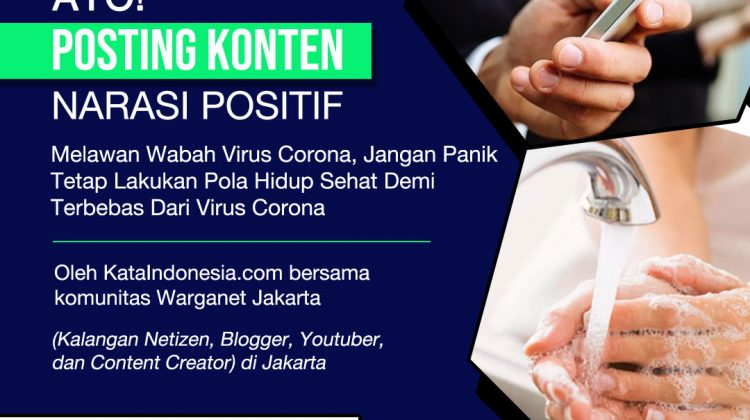 AYO!
POSTING KONTEN
NARASI POSITIF
Melawan Wabah Virus Corona, Jangan Panik
Tetap Lakukan Pola Hidup Sehat Demi
Terbebas Dari Virus Corona
Oleh KataIndonesia.com bersama
komunitas Warganet Jakarta
(Kalangan Netizen, Blogger, Youtuber,
dan Content Creator) di Jakarta